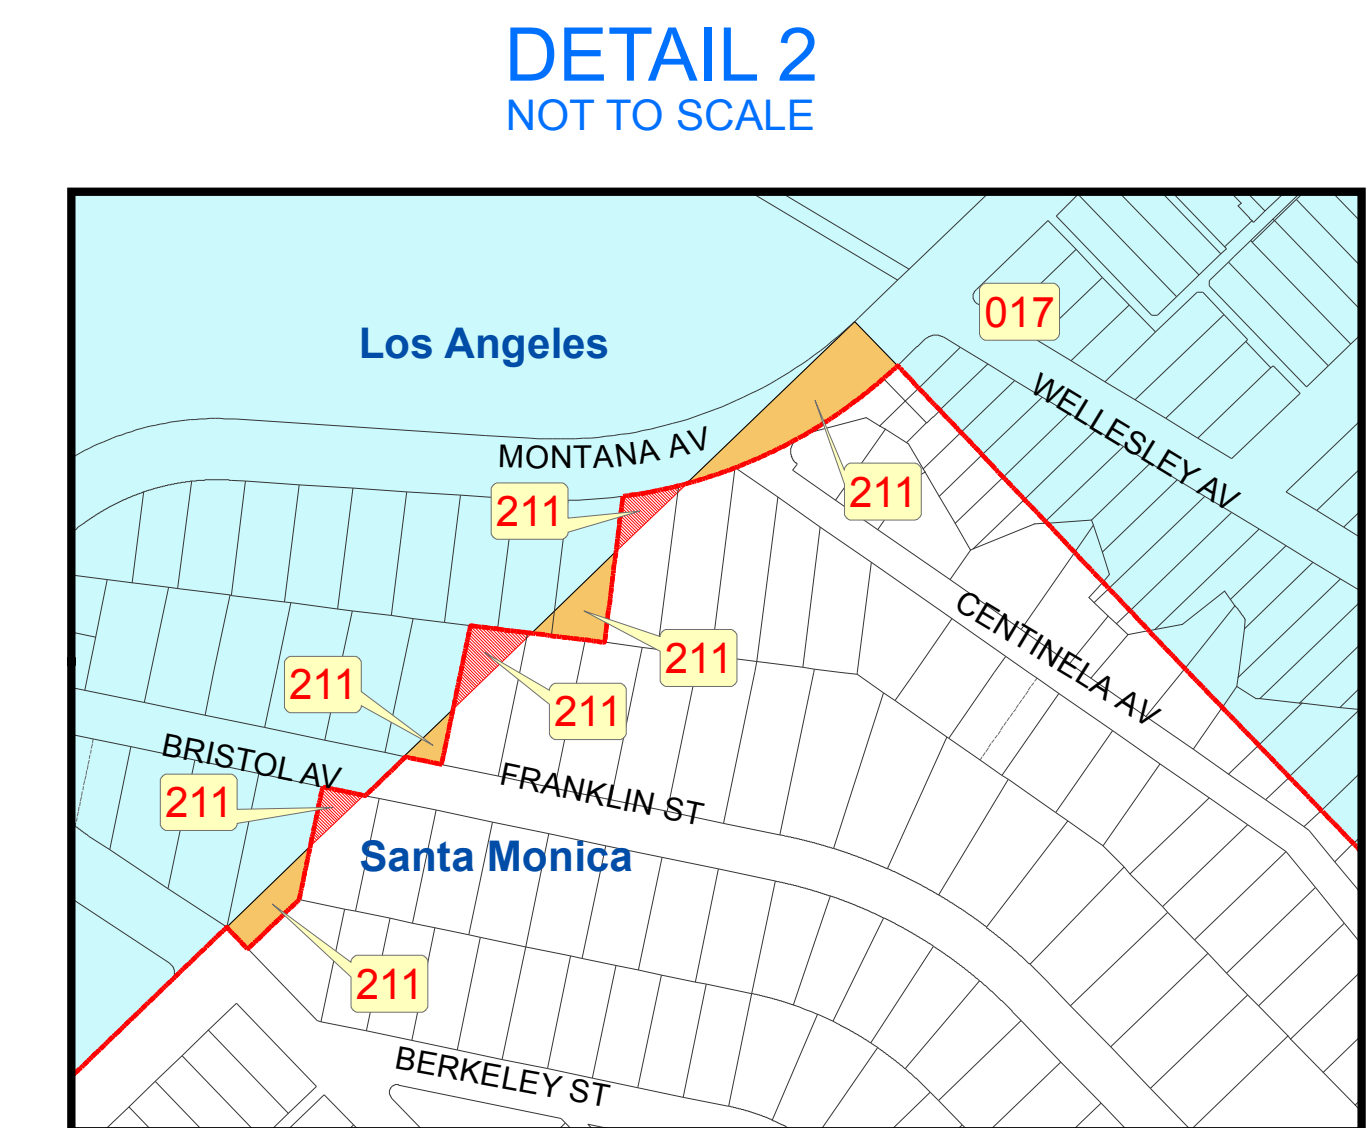 DETAIL 2
NOT TO SCALE
017
Los Angeles
WELLESLEY AV
MONTANA AV
211
211
CENTINELA AV
211
211
211
BRISTOL AV
FRANKLIN ST
211
Santa Monica
211
BERKELEY ST